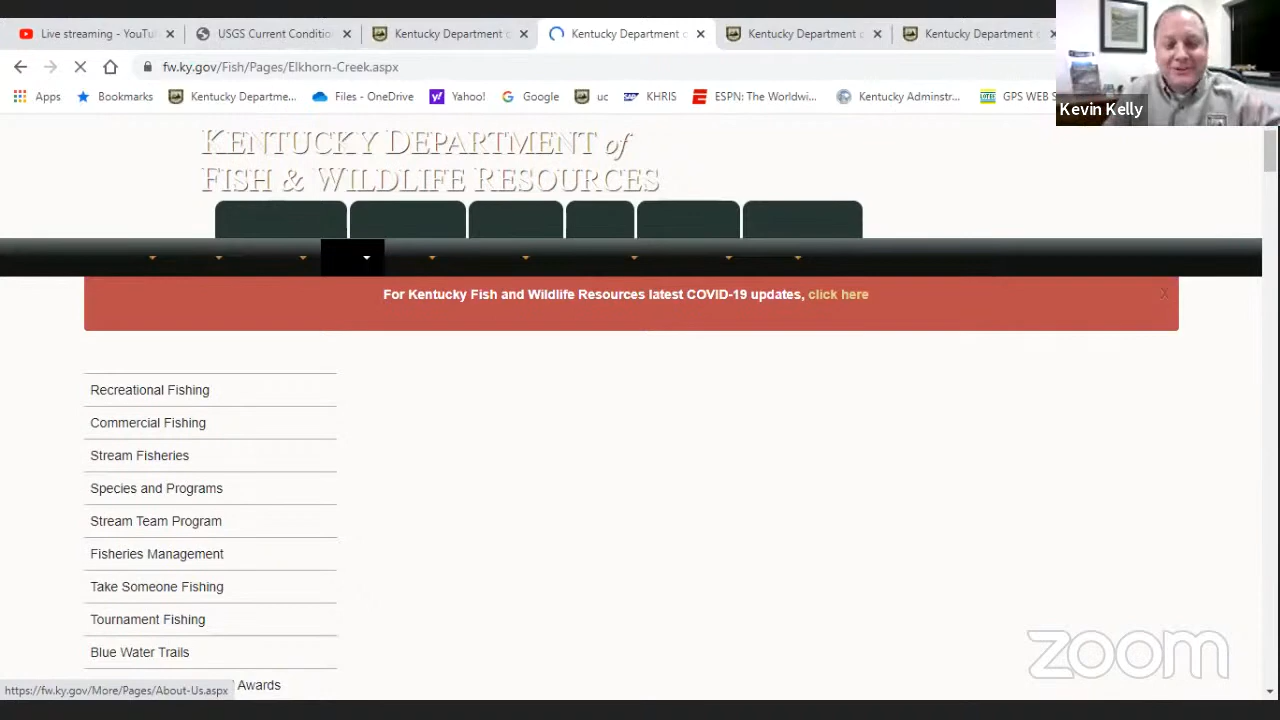 Live streaming - YouTu
USGS Current Conditio
Kentucky Department o
Kentucky Department o
Kentucky Department o
Kentucky Department o
fw.ky.gov/Fish/Pages/Elkhorn-Creek.aspx
Apps
Bookmarks
Kentucky Departme...
Files - OneDrive
Yahoo!
Google
uc
KHRIS
ESPN: The Worldwi...
Kentucky Adminstr...
GPS WEB S
Kevin Kelly
KENTUCKY DEPARTMENT of
FISH & WILDLIFE RESOURCES
For Kentucky Fish and Wildlife Resources latest COVID-19 updates, click here
X
Recreational Fishing
Commercial Fishing
Stream Fisheries
Species and Programs
Stream Team Program
Fisheries Management
Take Someone Fishing
Tournament Fishing
Blue Water Trails
Awards
https://fw.ky.gov/More/Pages/About-Us.aspx
zoom